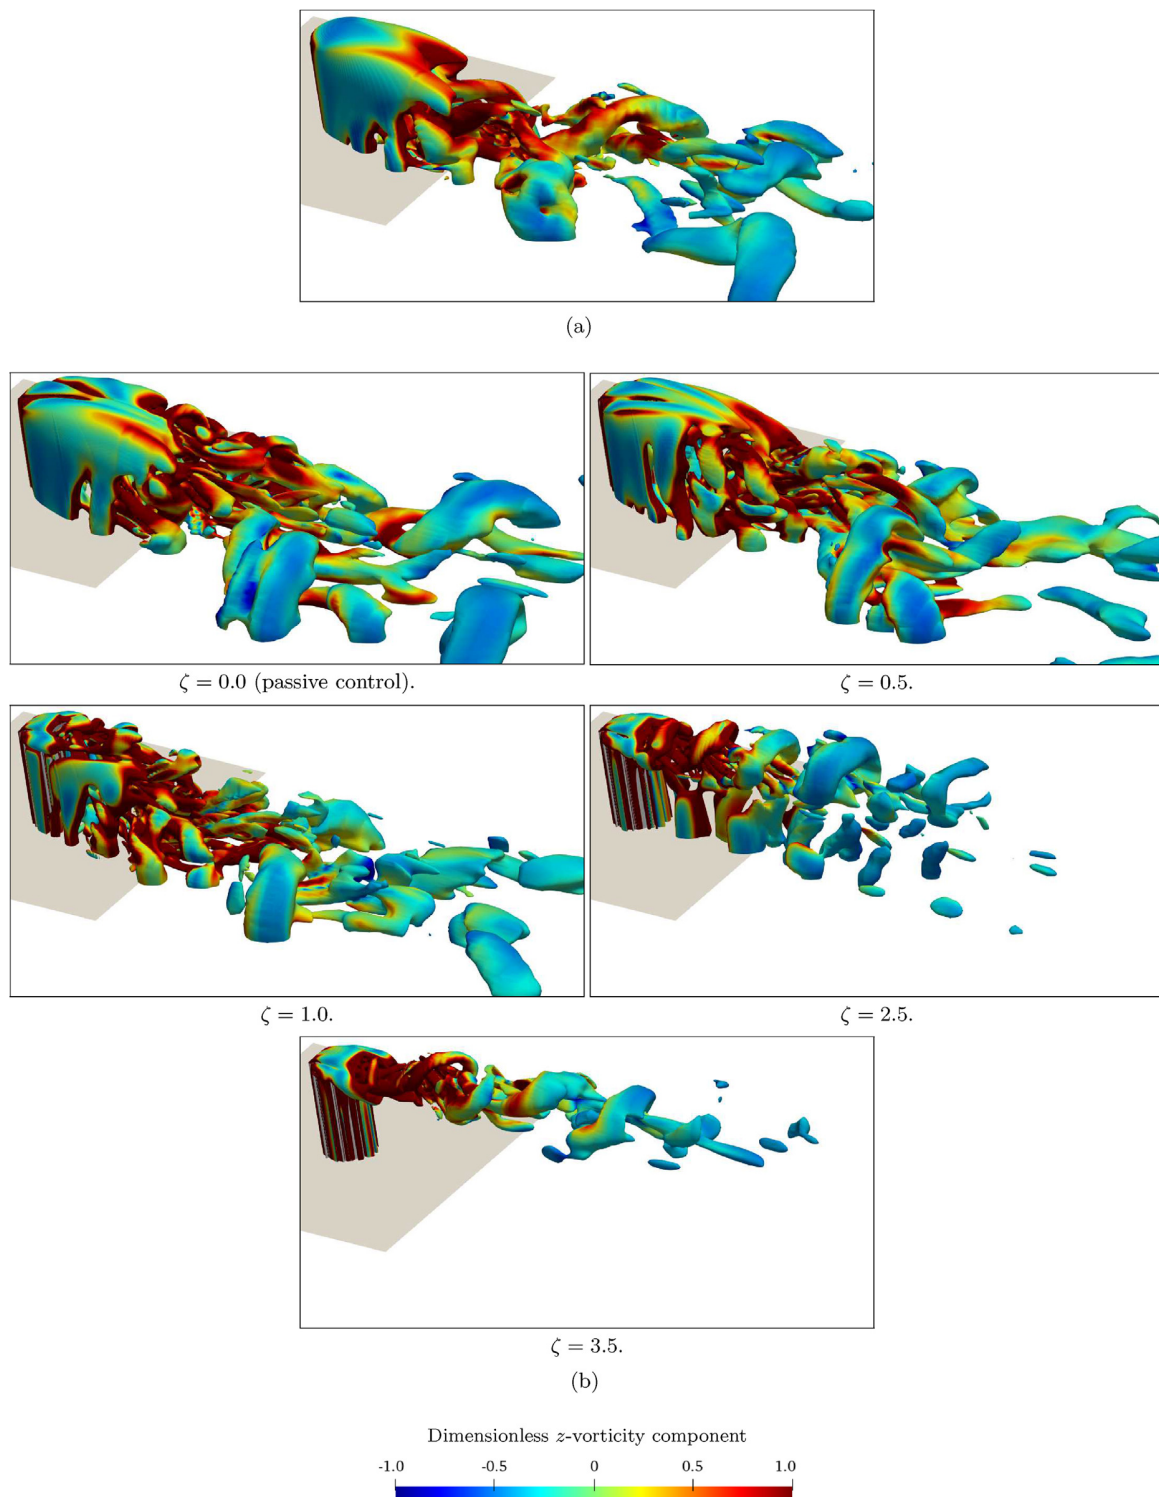 (a)
ζ = 0.0 (passive control).
ζ = 0.5.
ζ = 1.0.
ζ = 2.5.
ζ = 3.5.
(b)
Dimensionless z-vorticity component
-1.0 -0.5 0 0.5 1.0